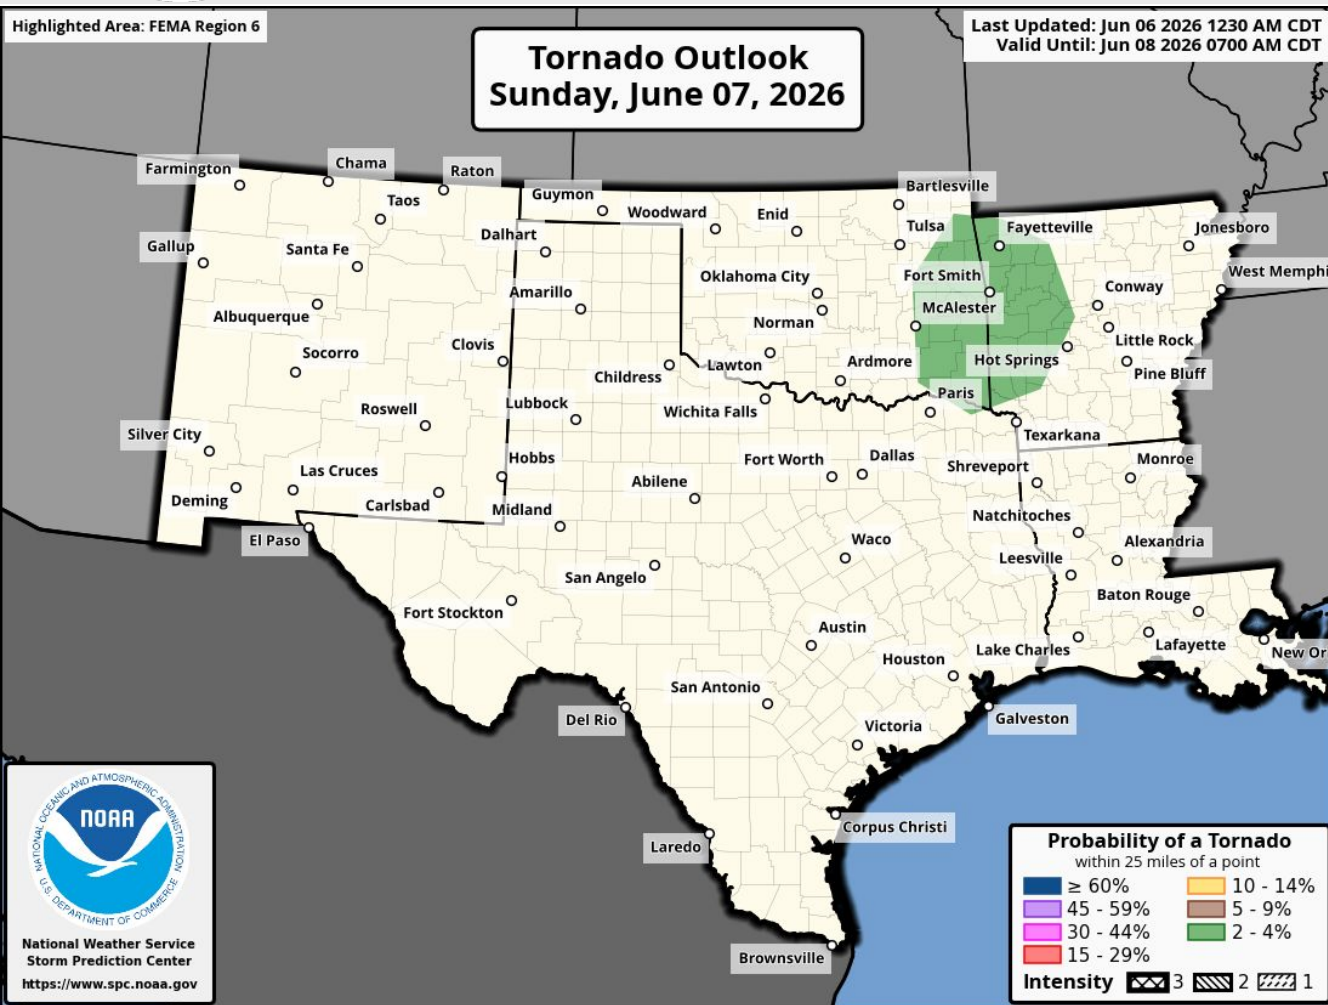 Highlighted Area: FEMA Region 6
Last Updated: Jun 06 2026 1230 AM CDT
Valid Until: Jun 08 2026 0700 AM CDT
Tornado Outlook
Sunday, June 07, 2026
Farmington
Chama
Raton
Taos
Guymon
Woodward
Enid
Bartlesville
Tulsa
Fayetteville
Jonesboro
Gallup
Santa Fe
Dalhart
Oklahoma City
Fort Smith
Conway
West Memphi
Albuquerque
Amarillo
Norman
McAlester
Little Rock
Socorro
Clovis
Childress
Lawton
Ardmore
Hot Springs
Pine Bluff
Roswell
Lubbock
Wichita Falls
Paris
Texarkana
Silver City
Las Cruces
Hobbs
Fort Worth
Dallas
Shreveport
Monroe
Deming
Carlsbad
Midland
Abilene
Natchitoches
El Paso
San Angelo
Waco
Leesville
Alexandria
Fort Stockton
Baton Rouge
Austin
Houston
Lake Charles
Lafayette
New Or
San Antonio
Del Rio
Victoria
Galveston
Laredo
Corpus Christi
Brownsville
NATIONAL OCEANIC AND ATMOSPHERIC ADMINISTRATION
NOAA
U.S. DEPARTMENT OF COMMERCE
National Weather Service
Storm Prediction Center
https://www.spc.noaa.gov
Probability of a Tornado
within 25 miles of a point
≥ 60% 10 - 14%
45 - 59% 5 - 9%
30 - 44% 2 - 4%
15 - 29%
Intensity 3 2 1